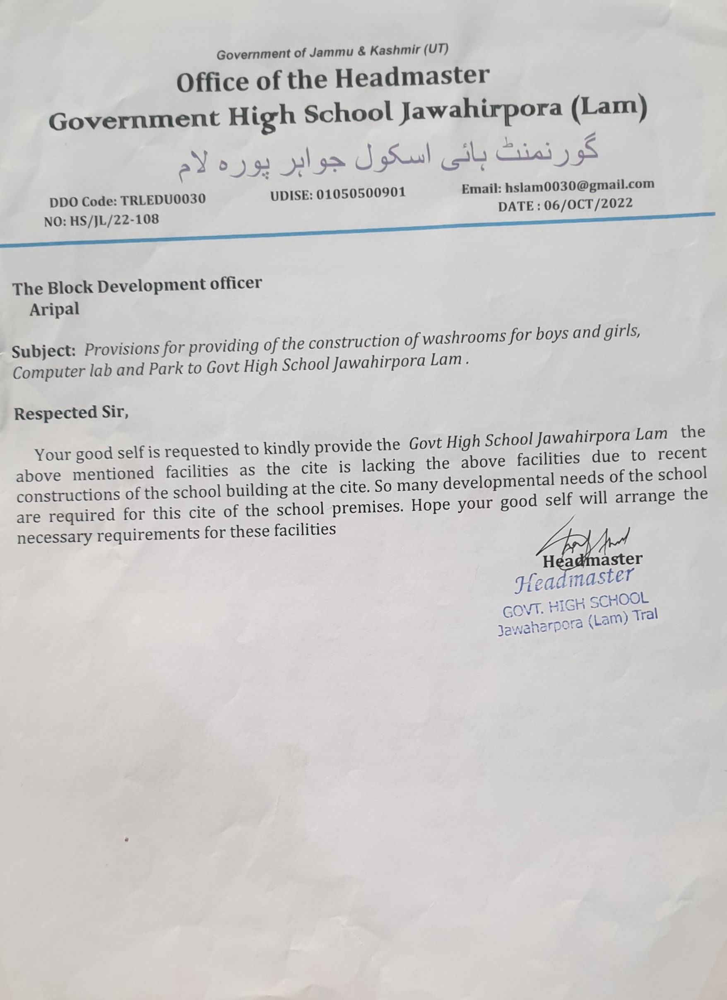 Government of Jammu & Kashmir (UT)
Office of the Headmaster
Government High School Jawahirpora (Lam)
گورنمنٹ ہائی اسکول جواہر پورہ لام
DDO Code: TRLEDU0030 UDISE: 01050500901 Email: hslam0030@gmail.com
NO: HS/JL/22-108 DATE : 06/OCT/2022
The Block Development officer
Aripal
Subject: Provisions for providing of the construction of washrooms for boys and girls,
Computer lab and Park to Govt High School Jawahirpora Lam .
Respected Sir,
Your good self is requested to kindly provide the Govt High School Jawahirpora Lam the
above mentioned facilities as the cite is lacking the above facilities due to recent
constructions of the school building at the cite. So many developmental needs of the school
are required for this cite of the school premises. Hope your good self will arrange the
necessary requirements for these facilities
Headmaster
Headmaster
GOVT. HIGH SCHOOL
Jawaharpora (Lam) Tral